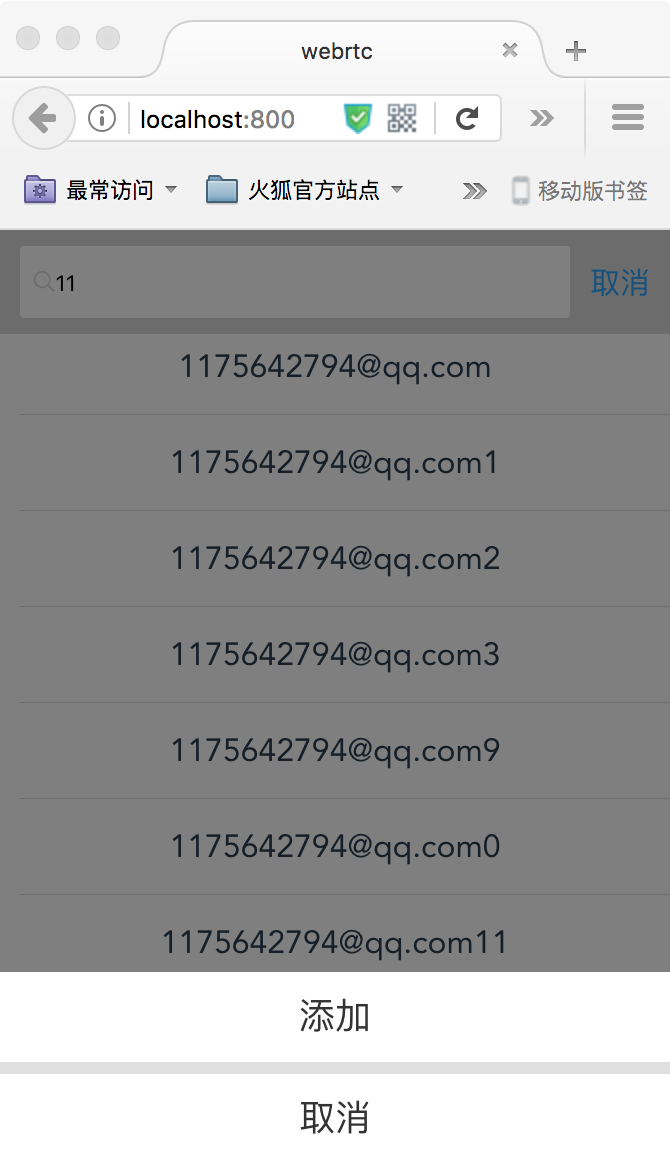 webrtc
localhost:800
最常访问 火狐官方站点 移动版书签
11 取消
1175642794@qq.com
1175642794@qq.com1
1175642794@qq.com2
1175642794@qq.com3
1175642794@qq.com9
1175642794@qq.com0
1175642794@qq.com11
添加
取消